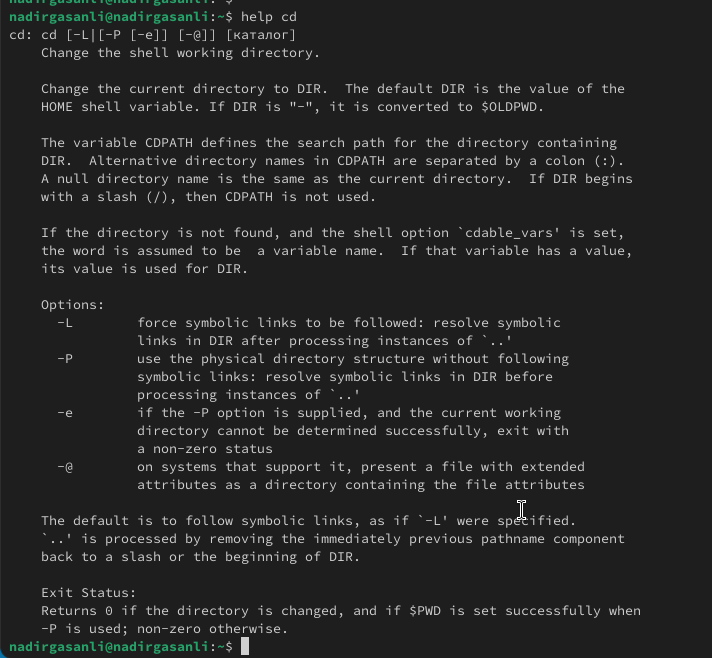 nadirgasanli@nadirgasanli:~$ help cd
cd: cd [-L|[-P [-e]] [-@]] [каталог]
    Change the shell working directory.

    Change the current directory to DIR.  The default DIR is the value of the
    HOME shell variable. If DIR is "-", it is converted to $OLDPWD.

    The variable CDPATH defines the search path for the directory containing
    DIR.  Alternative directory names in CDPATH are separated by a colon (:).
    A null directory name is the same as the current directory.  If DIR begins
    with a slash (/), then CDPATH is not used.

    If the directory is not found, and the shell option `cdable_vars' is set,
    the word is assumed to be  a variable name.  If that variable has a value,
    its value is used for DIR.

    Options:
      -L        force symbolic links to be followed: resolve symbolic
                links in DIR after processing instances of `..'
      -P        use the physical directory structure without following
                symbolic links: resolve symbolic links in DIR before
                processing instances of `..'
      -e        if the -P option is supplied, and the current working
                directory cannot be determined successfully, exit with
                a non-zero status
      -@        on systems that support it, present a file with extended
                attributes as a directory containing the file attributes

    The default is to follow symbolic links, as if `-L' were specified.
    `..' is processed by removing the immediately previous pathname component
    back to a slash or the beginning of DIR.

    Exit Status:
    Returns 0 if the directory is changed, and if $PWD is set successfully when
    -P is used; non-zero otherwise.
nadirgasanli@nadirgasanli:~$